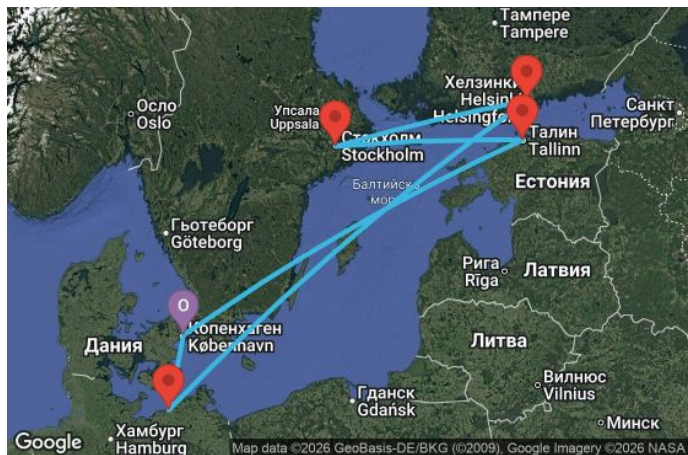 Тампере
Tampere
Осло
Oslo
Упсала
Uppsala
Хелзинки
Helsinki
Helsingfo
Санкт
Петербург
Стокхолм
Stockholm
Талин
Tallinn
Балтийско
мор
Естония
Гьотеборг
Göteborg
Рига
Rīga
Латвия
O
Копенхаген
København
Дания
Литва
Гданск
Gdańsk
Вилнюс
Vilnius
Минск
Хамбург
Hamburg
Google
Map data ©2026 GeoBasis-DE/BKG (©2009), Google Imagery ©2026 NASA